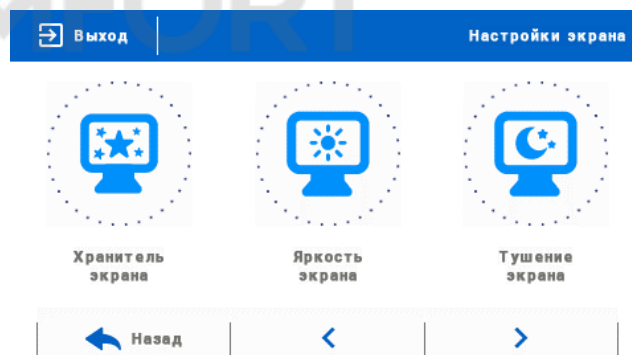 Выход
Настройки экрана
Хранитель
экрана
Яркость
экрана
Тушение
экрана
Назад